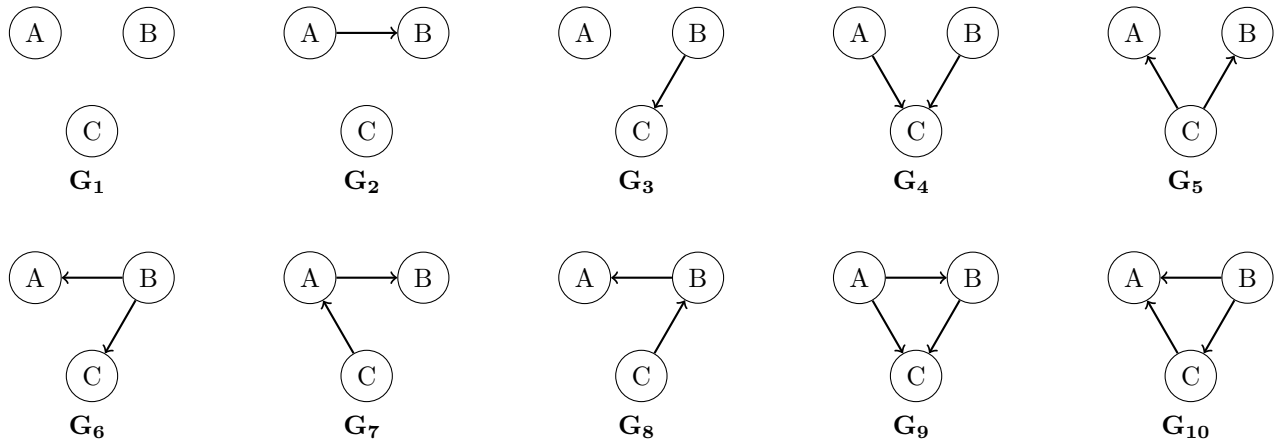 A B A B A B A B A B
C C C C C
G₁ G₂ G₃ G₄ G₅
A B A B A B A B A B
C C C C C
G₆ G₇ G₈ G₉ G₁₀